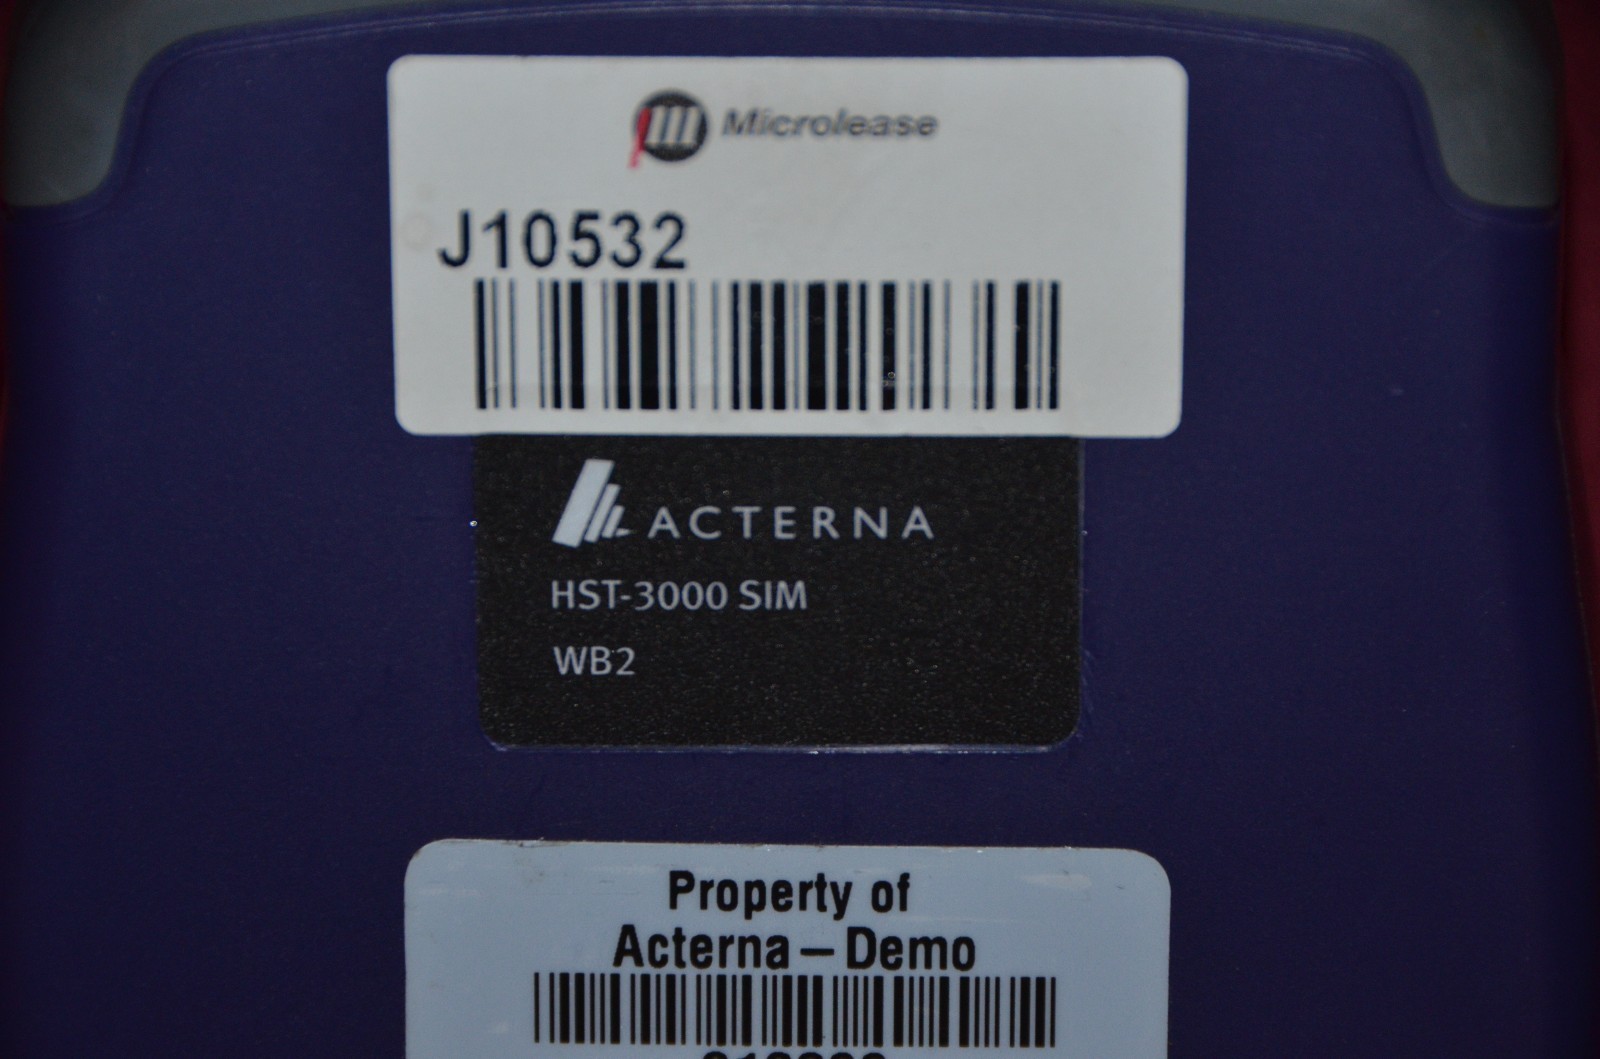 Microlease
J10532
ACTERNA
HST-3000 SIM
WB2
Property of
Acterna – Demo